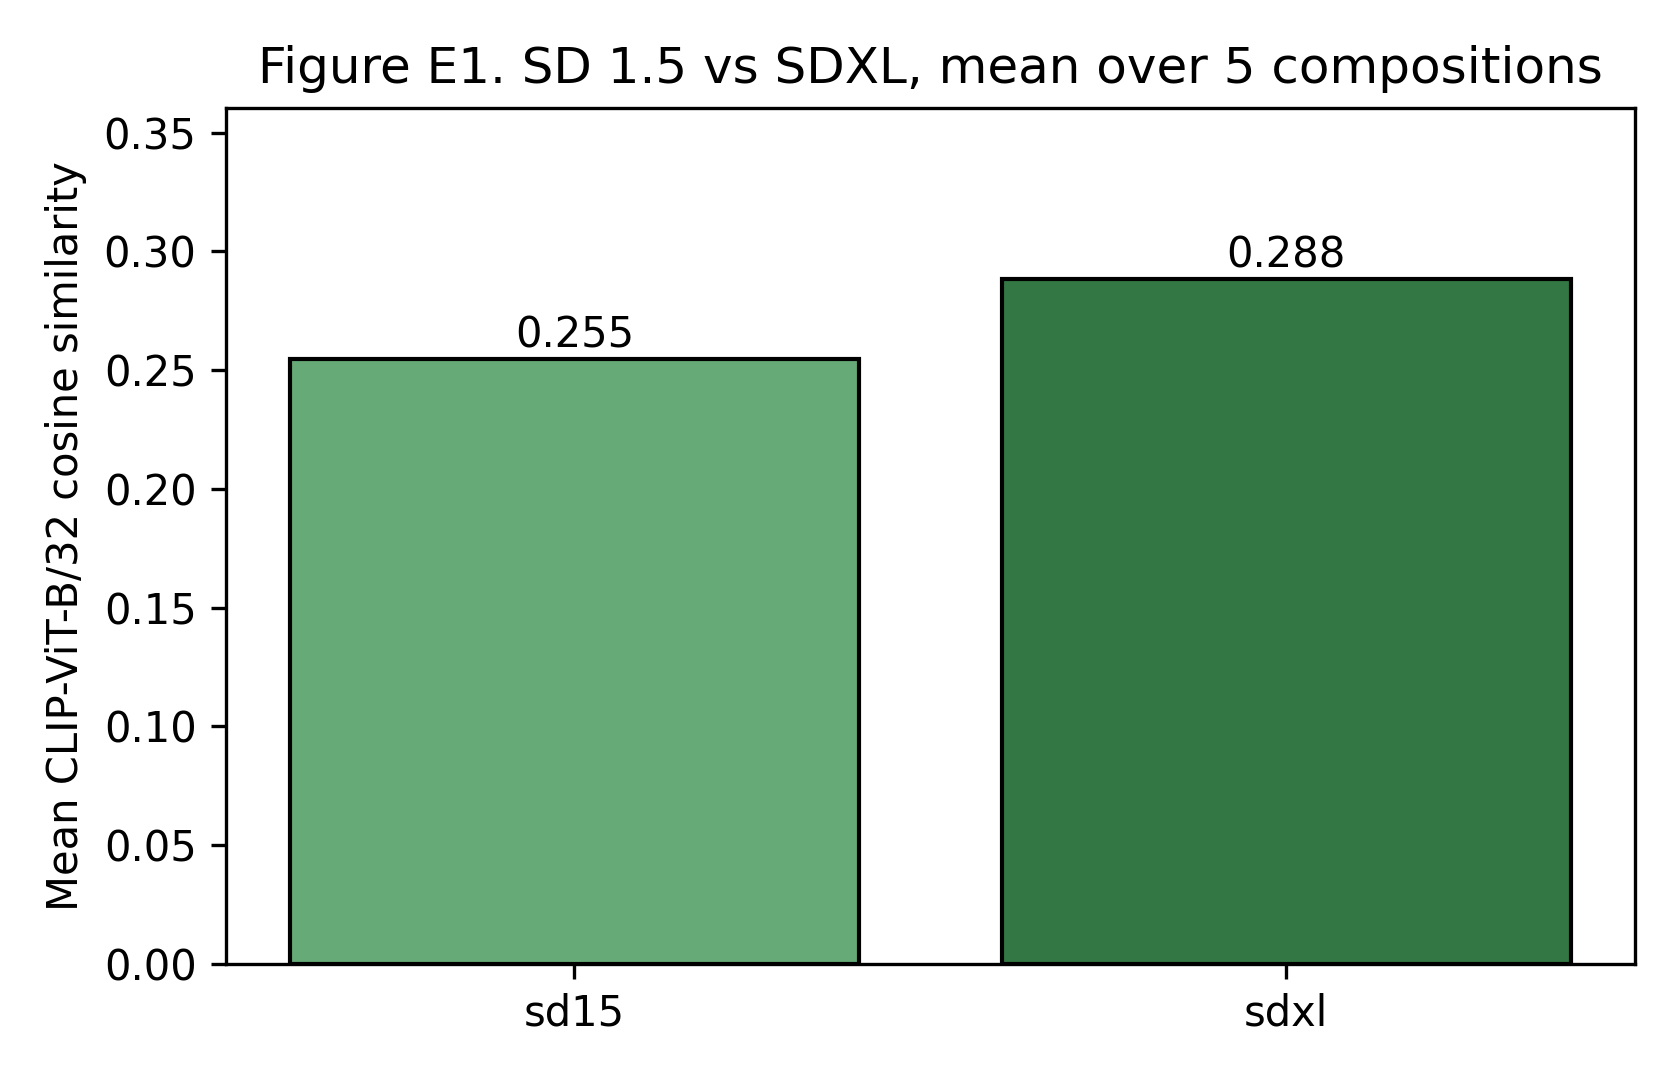 Figure E1. SD 1.5 vs SDXL, mean over 5 compositions
Mean CLIP-ViT-B/32 cosine similarity
0.35
0.30
0.25
0.20
0.15
0.10
0.05
0.00
0.255
0.288
sd15
sdxl